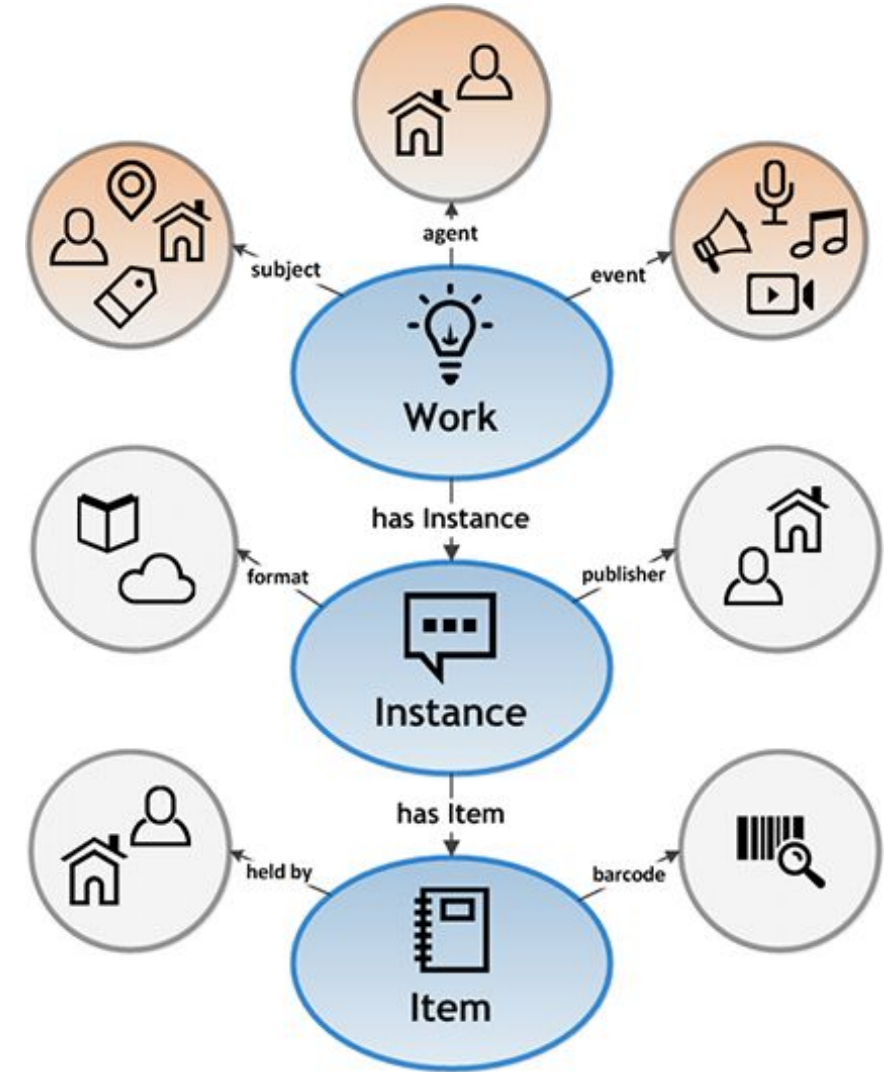 agent
subject
event
Work
has Instance
format
publisher
Instance
has Item
held by
barcode
Item